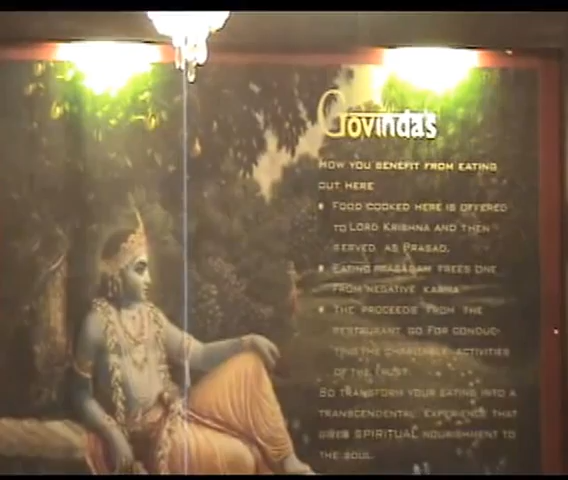 Govindas
HOW YOU BENEFIT FROM EATING
OUT HERE
• FOOD COOKED HERE IS OFFERED
TO LORD KRISHNA AND THEN
SERVED AS PRASAD.
• EATING PRASADAM FREES ONE
FROM NEGATIVE KARMA
• THE PROCEEDS FROM THE
RESTAURANT GO FOR CONDUC-
TING THE CHARITABLE ACTIVITIES
OF THE TRUST.
SO TRANSFORM YOUR EATING INTO A
TRANSCENDENTAL EXPERIENCE THAT
GIVES SPIRITUAL NOURISHMENT TO
THE SOUL.